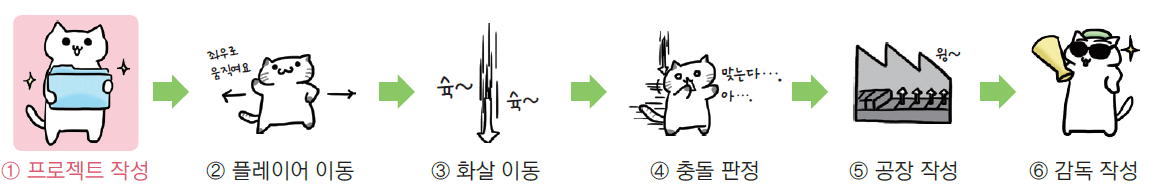 좌우로
움직여요
슉~
슉~
맞는다….
아….
윙~
① 프로젝트 작성
② 플레이어 이동
③ 화살 이동
④ 충돌 판정
⑤ 공장 작성
⑥ 감독 작성